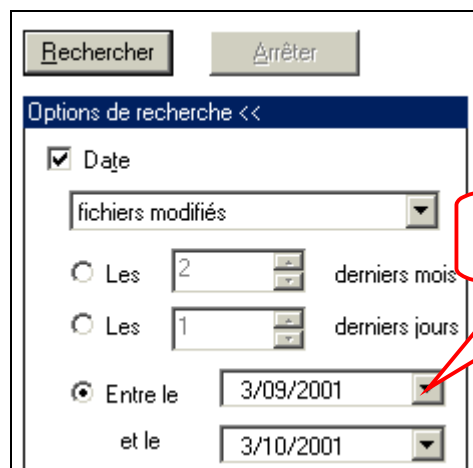 Rechercher Arrêter
Options de recherche <<
Date
fichiers modifiés
Les 2 derniers mois
Les 1 derniers jours
Entre le 3/09/2001
et le 3/10/2001